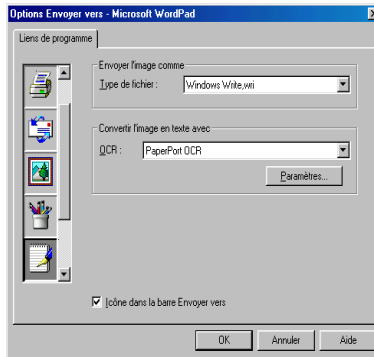 Options Envoyer vers - Microsoft WordPad
Liens de programme
Envoyer l'image comme
Type de fichier : Windows Write,wri
Convertir l'image en texte avec
OCR : PaperPort OCR
Paramètres...
Icône dans la barre Envoyer vers
OK Annuler Aide